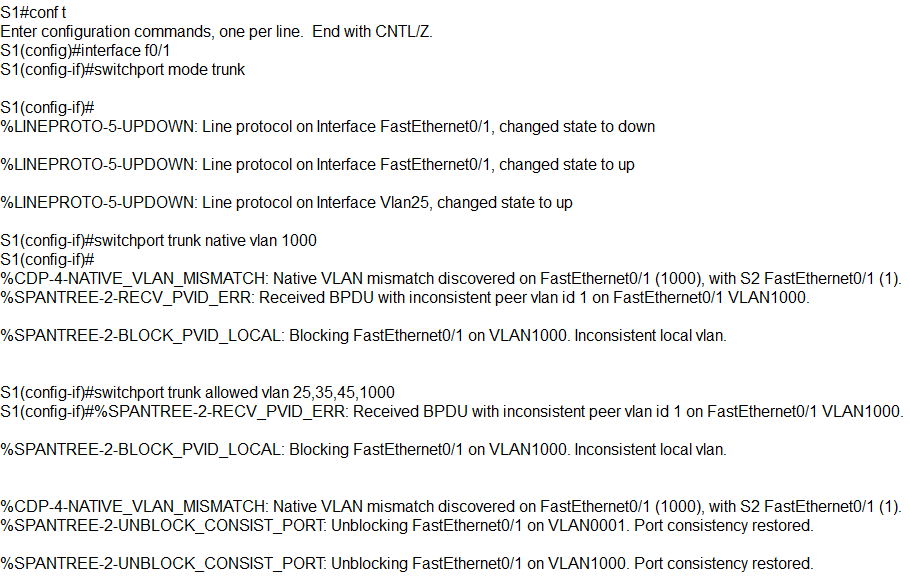 S1#conf t
Enter configuration commands, one per line.  End with CNTL/Z.
S1(config)#interface f0/1
S1(config-if)#switchport mode trunk
S1(config-if)#
%LINEPROTO-5-UPDOWN: Line protocol on Interface FastEthernet0/1, changed state to down
%LINEPROTO-5-UPDOWN: Line protocol on Interface FastEthernet0/1, changed state to up
%LINEPROTO-5-UPDOWN: Line protocol on Interface Vlan25, changed state to up
S1(config-if)#switchport trunk native vlan 1000
S1(config-if)#
%CDP-4-NATIVE_VLAN_MISMATCH: Native VLAN mismatch discovered on FastEthernet0/1 (1000), with S2 FastEthernet0/1 (1).
%SPANTREE-2-RECV_PVID_ERR: Received BPDU with inconsistent peer vlan id 1 on FastEthernet0/1 VLAN1000.
%SPANTREE-2-BLOCK_PVID_LOCAL: Blocking FastEthernet0/1 on VLAN1000. Inconsistent local vlan.
S1(config-if)#switchport trunk allowed vlan 25,35,45,1000
S1(config-if)#%SPANTREE-2-RECV_PVID_ERR: Received BPDU with inconsistent peer vlan id 1 on FastEthernet0/1 VLAN1000.
%SPANTREE-2-BLOCK_PVID_LOCAL: Blocking FastEthernet0/1 on VLAN1000. Inconsistent local vlan.
%CDP-4-NATIVE_VLAN_MISMATCH: Native VLAN mismatch discovered on FastEthernet0/1 (1000), with S2 FastEthernet0/1 (1).
%SPANTREE-2-UNBLOCK_CONSIST_PORT: Unblocking FastEthernet0/1 on VLAN0001. Port consistency restored.
%SPANTREE-2-UNBLOCK_CONSIST_PORT: Unblocking FastEthernet0/1 on VLAN1000. Port consistency restored.